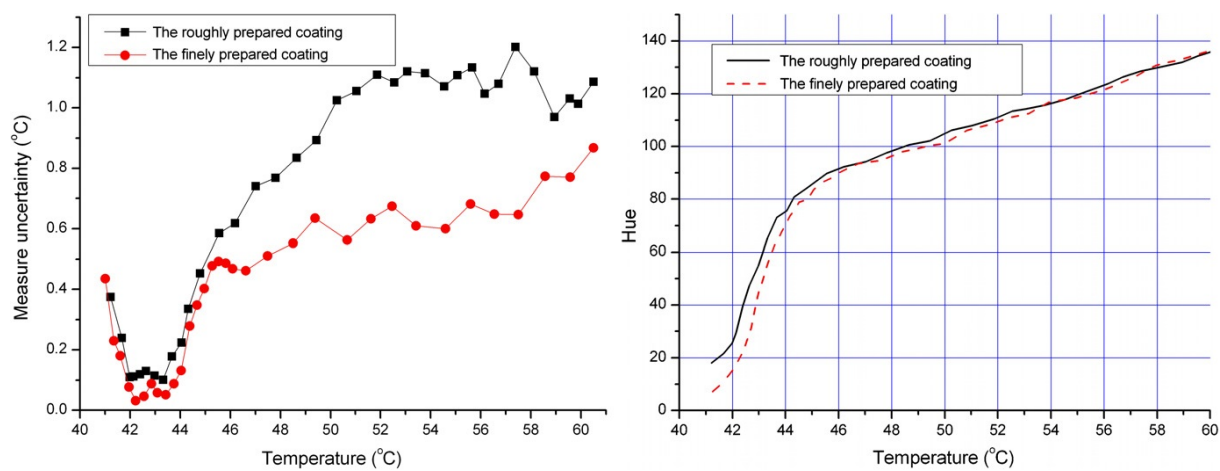 The roughly prepared coating
The finely prepared coating
1.2
1.0
0.8
0.6
0.4
0.2
0.0
Measure uncertainty (°C)
40 42 44 46 48 50 52 54 56 58 60
Temperature (°C)
The roughly prepared coating
The finely prepared coating
140
120
100
80
60
40
20
0
Hue
40 42 44 46 48 50 52 54 56 58 60
Temperature (°C)